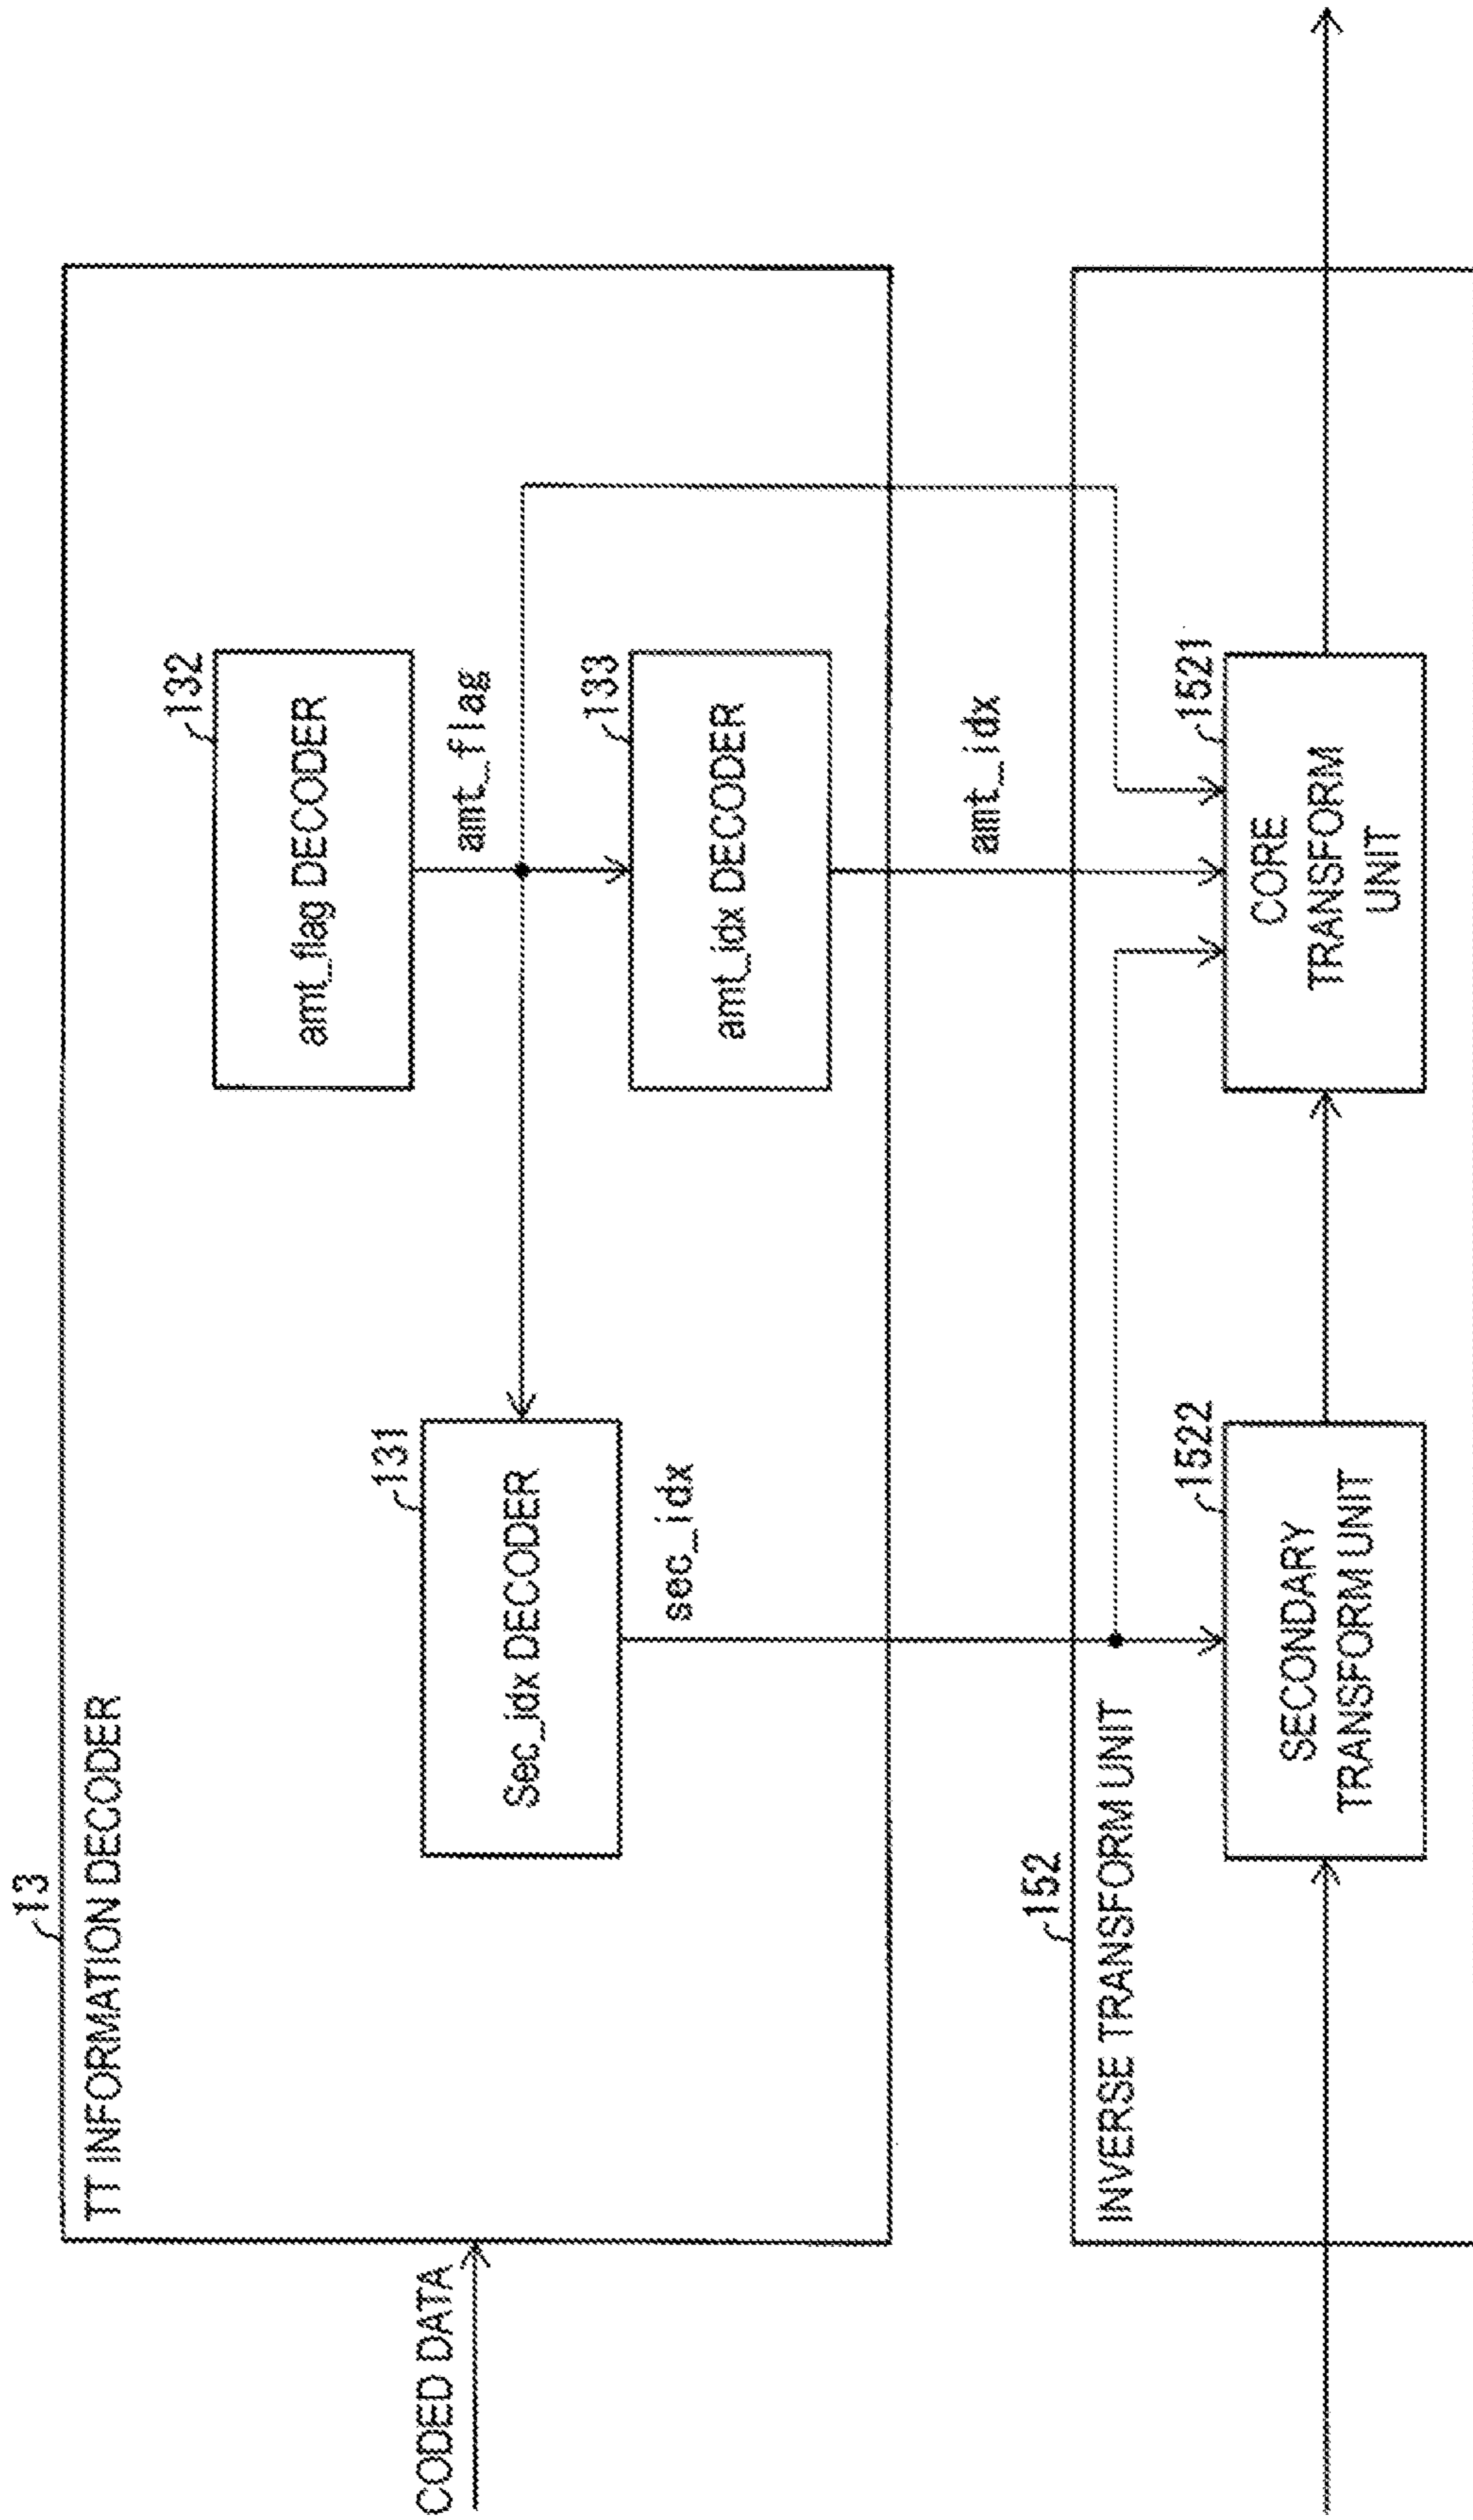 13
TT INFORMATION DECODER
CODED DATA
132
amt_flag DECODER
amt_flag
131
Sec_idx DECODER
sec_idx
133
amt_idx DECODER
amt_idx
152
INVERSE TRANSFORM UNIT
1522
SECONDARY
TRANSFORM UNIT
1521
CORE
TRANSFORM
UNIT